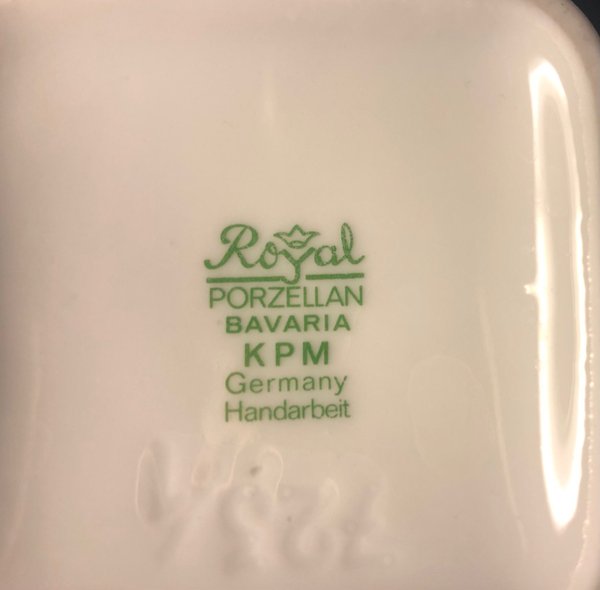 Royal
PORZELLAN
BAVARIA
KPM
Germany
Handarbeit